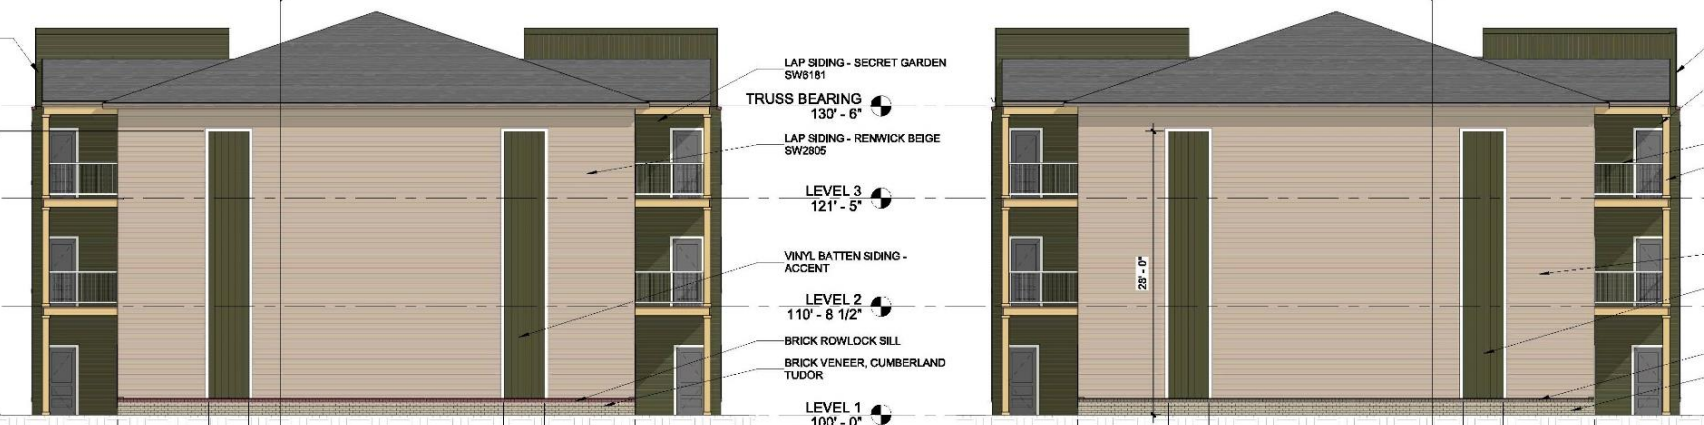 LAP SIDING - SECRET GARDEN
SW6181
TRUSS BEARING
130' - 6"
LAP SIDING - RENWICK BEIGE
SW2805
LEVEL 3
121' - 5"
VINYL BATTEN SIDING -
ACCENT
LEVEL 2
110' - 8 1/2"
BRICK ROWLOCK SILL
BRICK VENEER, CUMBERLAND
TUDOR
LEVEL 1
100' - 0"
28' - 0"